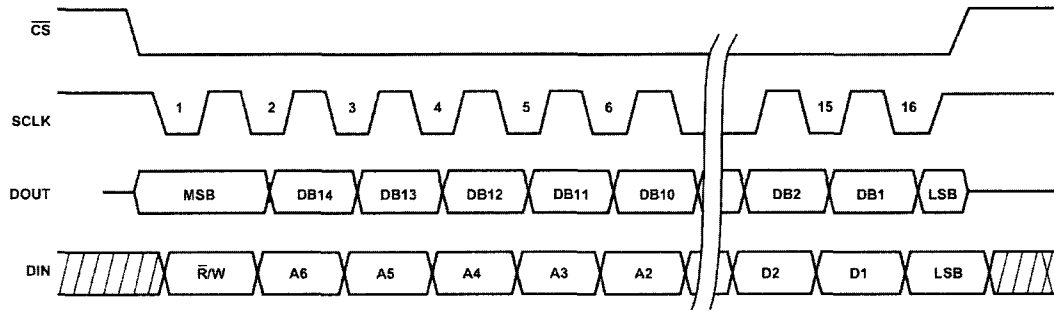 C̅S̅
1 2 3 4 5 6 15 16
SCLK
DOUT MSB DB14 DB13 DB12 DB11 DB10 DB2 DB1 LSB
DIN R̅/W A6 A5 A4 A3 A2 D2 D1 LSB